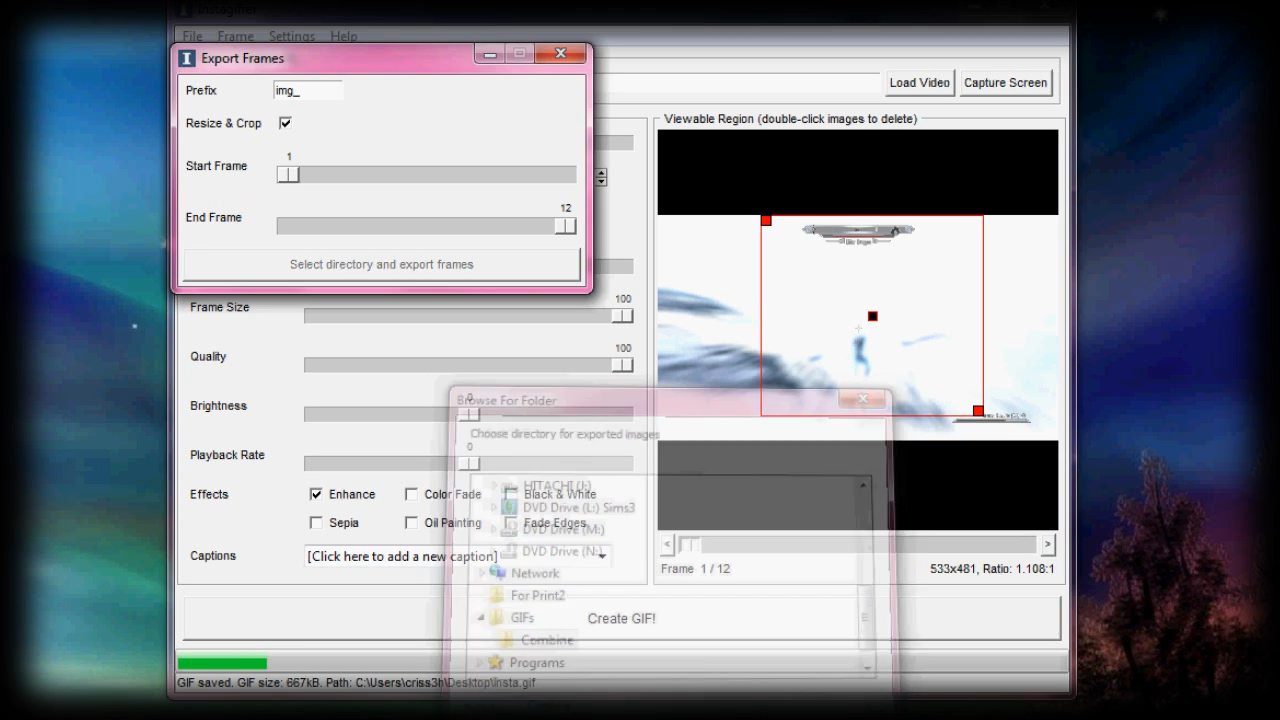 Instagiffer
File Frame Settings Help
Export Frames
Prefix img_
Resize & Crop
1
Start Frame
12
End Frame
Select directory and export frames
Load Video Capture Screen
Viewable Region (double-click images to delete)
100
Frame Size
100
Quality
0
Brightness
0
Playback Rate
Effects Enhance Color Fade Black & White
Sepia Oil Painting Fade Edges
Captions [Click here to add a new caption]
< >
Frame 1 / 12 533x481, Ratio: 1.108:1
Browse For Folder
Choose directory for exported images
HITACHI (I:)
DVD Drive (L:) Sims3
DVD Drive (M:)
DVD Drive (N:)
Network
For Print2
GIFs
Combine
Programs
Create GIF!
GIF saved. GIF size: 667kB. Path: C:\Users\criss3h\Desktop\insta.gif